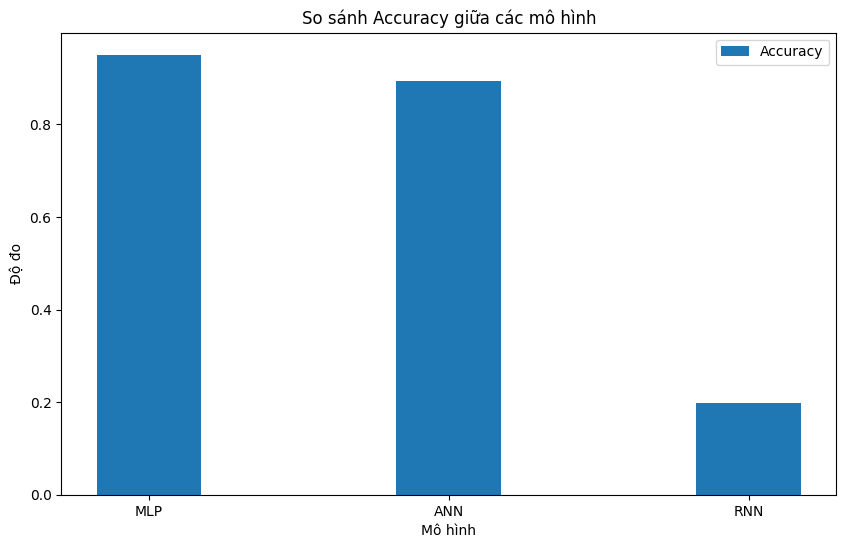 So sánh Accuracy giữa các mô hình
Accuracy
Độ đo
0.8
0.6
0.4
0.2
0.0
MLP
ANN
RNN
Mô hình